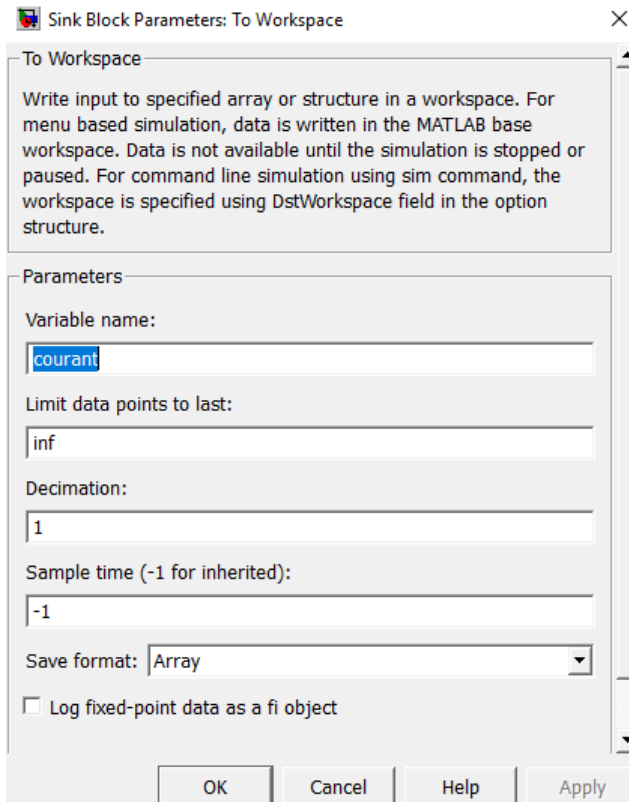 Sink Block Parameters: To Workspace
To Workspace
Write input to specified array or structure in a workspace. For
menu based simulation, data is written in the MATLAB base
workspace. Data is not available until the simulation is stopped or
paused. For command line simulation using sim command, the
workspace is specified using DstWorkspace field in the option
structure.
Parameters
Variable name:
courant
Limit data points to last:
inf
Decimation:
1
Sample time (-1 for inherited):
-1
Save format: Array
Log fixed-point data as a fi object
OK Cancel Help Apply